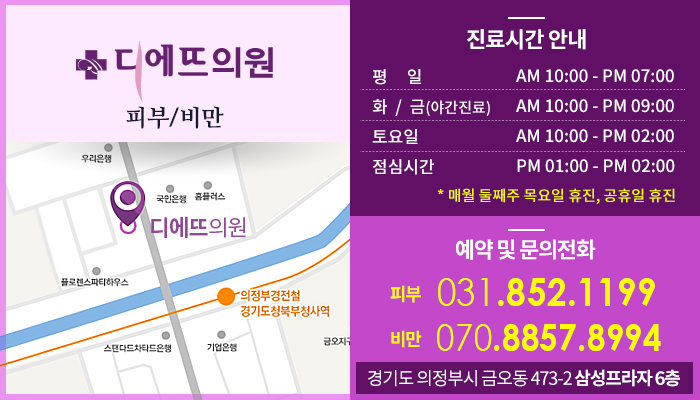 디에뜨의원
피부/비만
우리은행
국민은행
홈플러스
디에뜨의원
플로렌스파티하우스
의정부경전철
경기도청북부청사역
스탠다드차타드은행
기업은행
금오지구
진료시간 안내
평 일 AM 10:00 - PM 07:00
화 / 금(야간진료) AM 10:00 - PM 09:00
토요일 AM 10:00 - PM 02:00
점심시간 PM 01:00 - PM 02:00
* 매월 둘째주 목요일 휴진, 공휴일 휴진
예약 및 문의전화
피부 031.852.1199
비만 070.8857.8994
경기도 의정부시 금오동 473-2 삼성프라자 6층